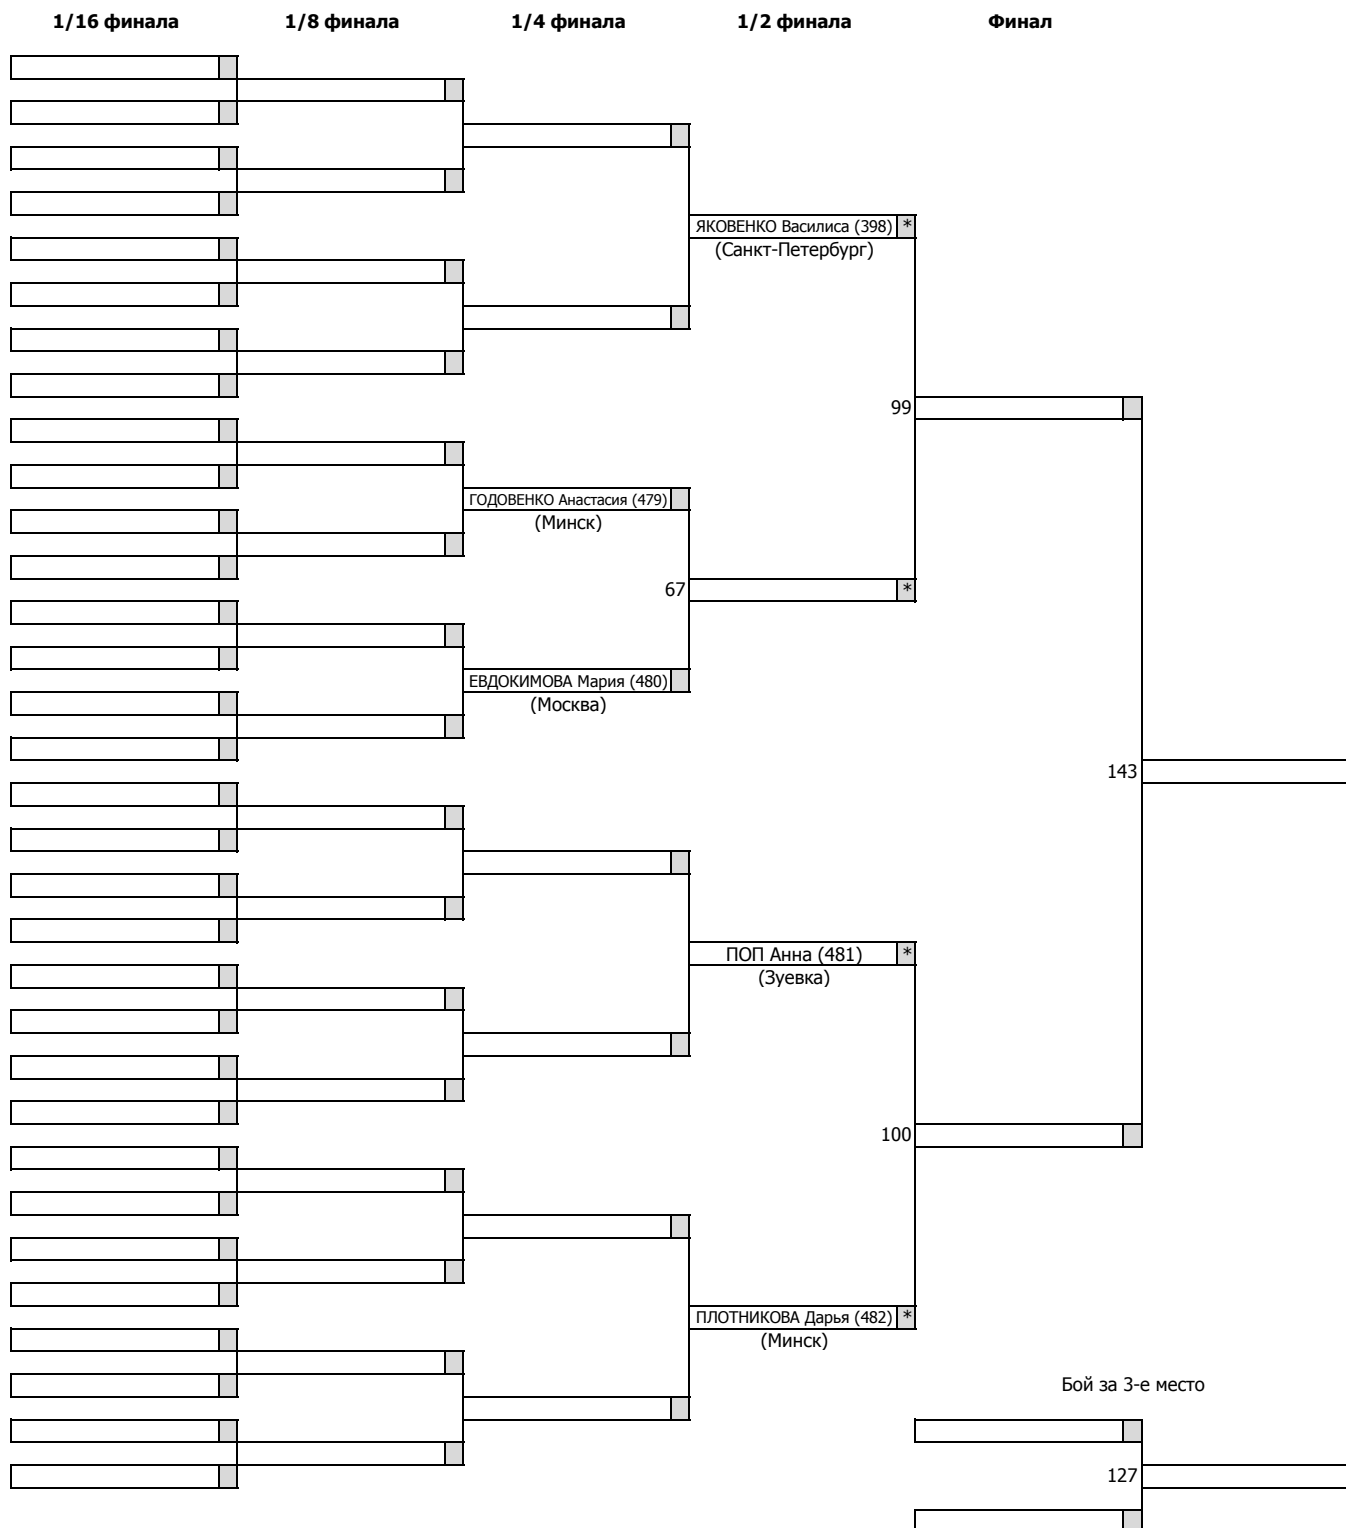 1/16 финала 1/8 финала 1/4 финала 1/2 финала Финал
ЯКОВЕНКО Василиса (398) *
(Санкт-Петербург)
99
ГОДОВЕНКО Анастасия (479)
(Минск)
67 *
ЕВДОКИМОВА Мария (480)
(Москва)
143
ПОП Анна (481) *
(Зуевка)
100
ПЛОТНИКОВА Дарья (482) *
(Минск)
Бой за 3-е место
127